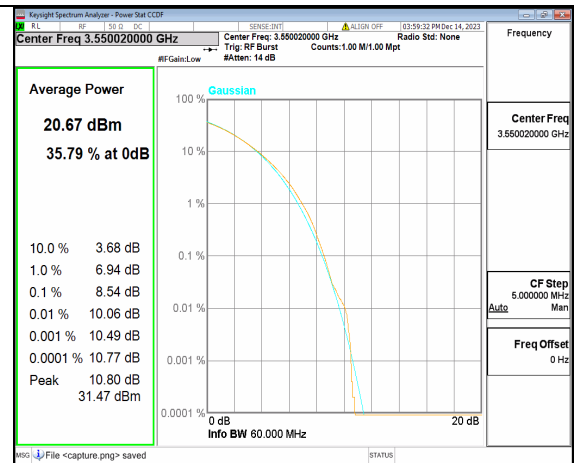 Keysight Spectrum Analyzer - Power Stat CCDF
RL RF 50 Ω DC SENSE:INT ALIGN OFF 03:59:32 PM Dec 14, 2023
Center Freq 3.550020000 GHz
Center Freq: 3.550020000 GHz Radio Std: None
Trig: RF Burst Counts:1.00 M/1.00 Mpt
#IFGain:Low #Atten: 14 dB
Frequency
Average Power
20.67 dBm
35.79 % at 0dB
10.0 % 3.68 dB
1.0 % 6.94 dB
0.1 % 8.54 dB
0.01 % 10.06 dB
0.001 % 10.49 dB
0.0001 % 10.77 dB
Peak 10.80 dB
31.47 dBm
Gaussian
100 %
10 %
1 %
0.1 %
0.01 %
0.001 %
0.0001 %
0 dB 20 dB
Info BW 60.000 MHz
Center Freq
3.550020000 GHz
CF Step
5.000000 MHz
Auto Man
Freq Offset
0 Hz
MSG File <capture.png> saved STATUS